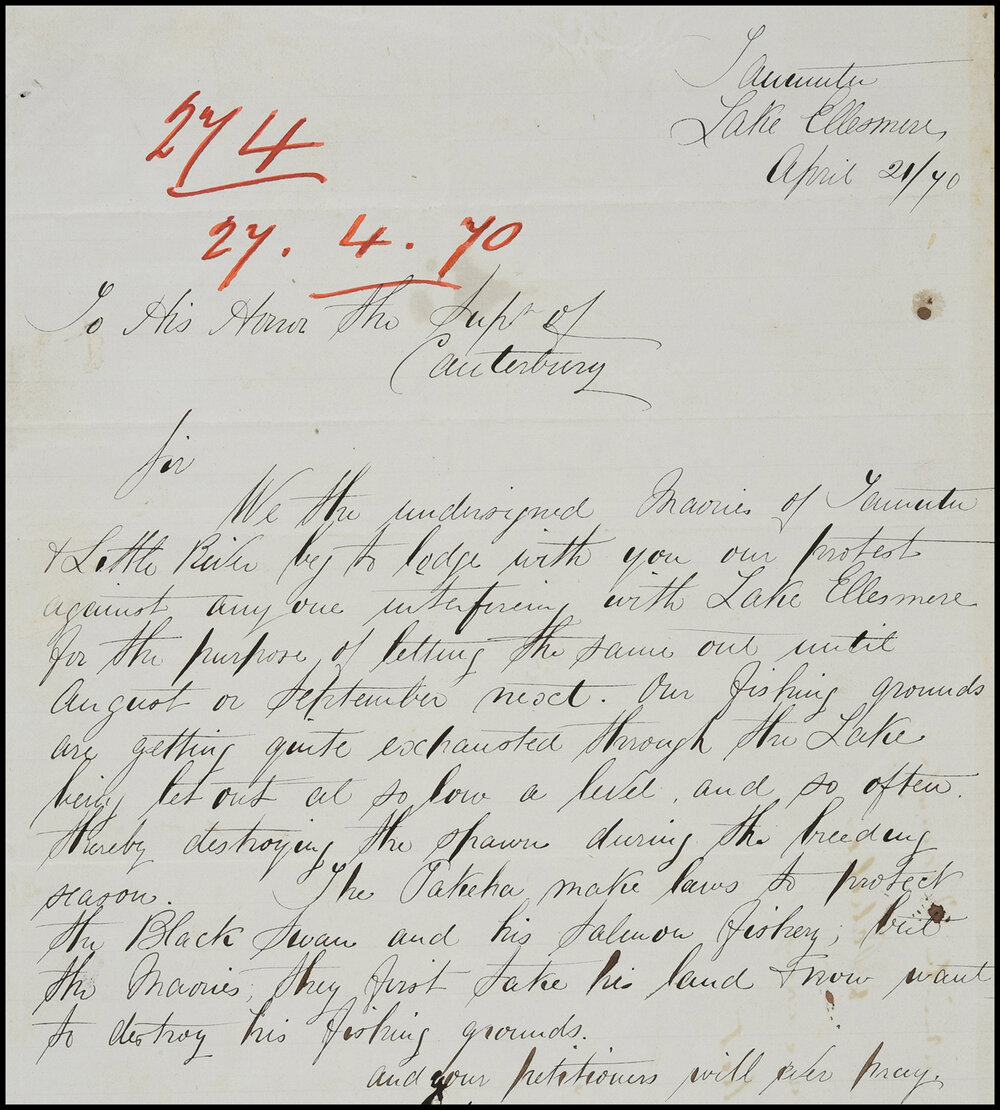 Taumutu
Lake Ellesmere
April 21/70
274
27. 4. 70
To His Honor the Supt of
Canterbury
Sir
We the undersigned Maories of Taumutu
& Little River beg to lodge with you our protest
against any one interfering with Lake Ellesmere
for the purpose of letting the same out until
August or September next. Our fishing grounds
are getting quite exhausted through the Lake
being let out at so low a level, and so often,
thereby destroying the spawn during the breeding
season. The Pakeha make laws to protect
the Black Swan and his Salmon fishery; but
the Maories, they first take his land & now want
to destroy his fishing grounds.
and your petitioners will ever pray.